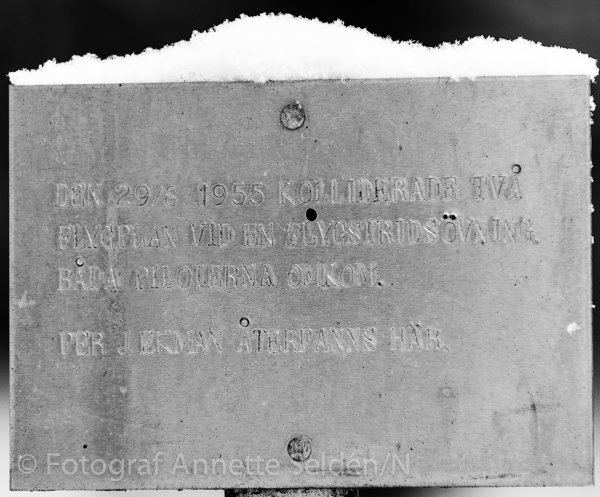 DEN 29/8 1955 KOLLIDERADE TVÅ
FLYGPLAN VID EN FLYGSTRIDSÖVNING.
BÅDA PILOTERNA OMKOM.
PER J. EKMAN ÅTERFANNS HÄR.
© Fotograf Annette Seldén/N